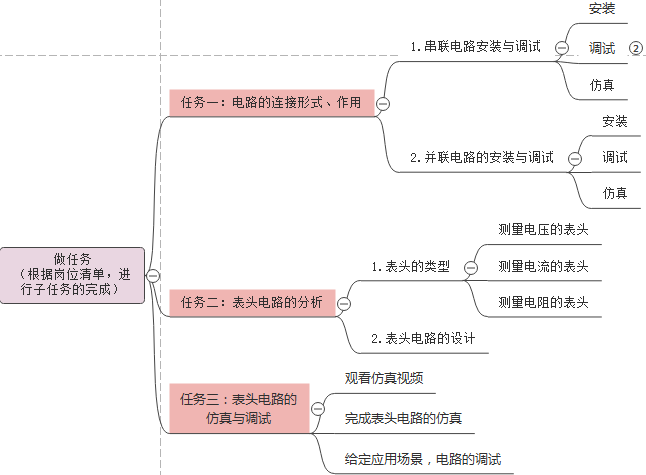 做任务
（根据岗位清单，进
行子任务的完成）
任务一：电路的连接形式、作用
1.串联电路安装与调试
安装
调试 2
仿真
2.并联电路的安装与调试
安装
调试
仿真
任务二：表头电路的分析
1.表头的类型
测量电压的表头
测量电流的表头
测量电阻的表头
2.表头电路的设计
任务三：表头电路的
仿真与调试
观看仿真视频
完成表头电路的仿真
给定应用场景，电路的调试